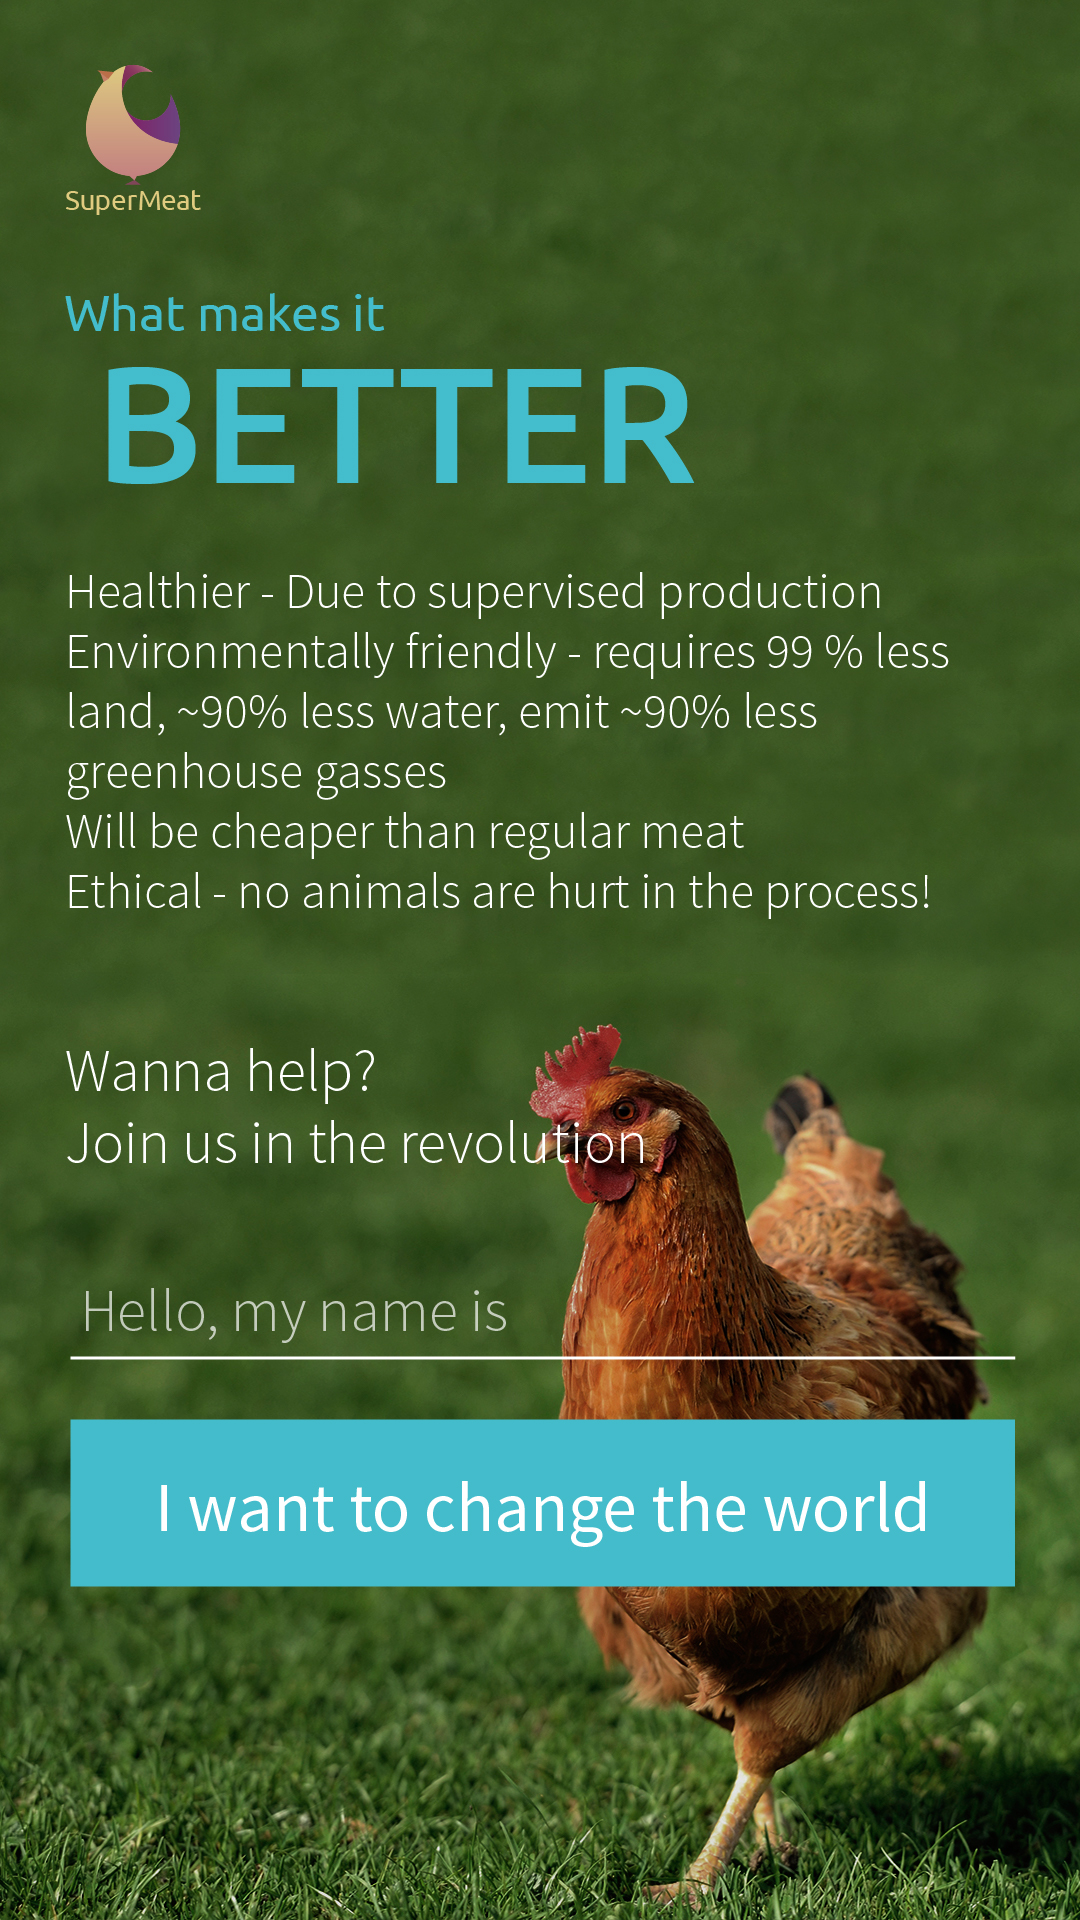 SuperMeat
What makes it
BETTER
Healthier - Due to supervised production
Environmentally friendly - requires 99 % less
land, ~90% less water, emit ~90% less
greenhouse gasses
Will be cheaper than regular meat
Ethical - no animals are hurt in the process!
Wanna help?
Join us in the revolution
Hello, my name is
I want to change the world